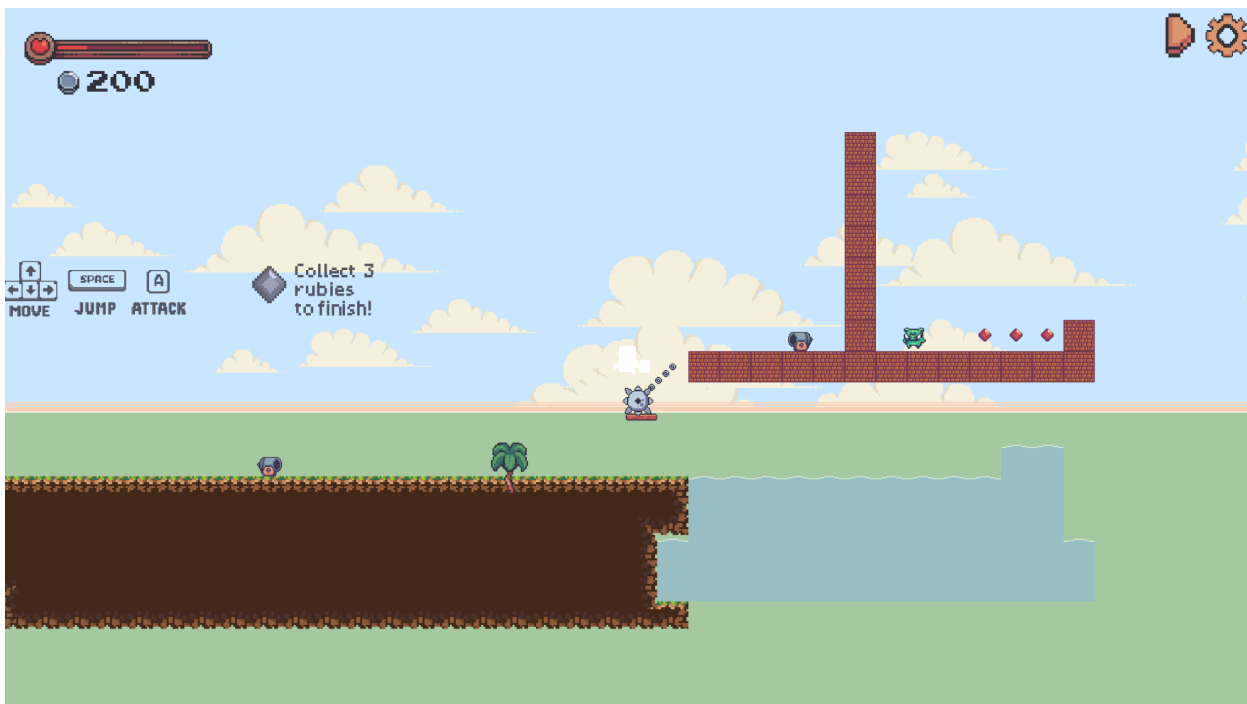 200
Collect 3
rubies
to finish!
SPACE
A
MOVE
JUMP
ATTACK